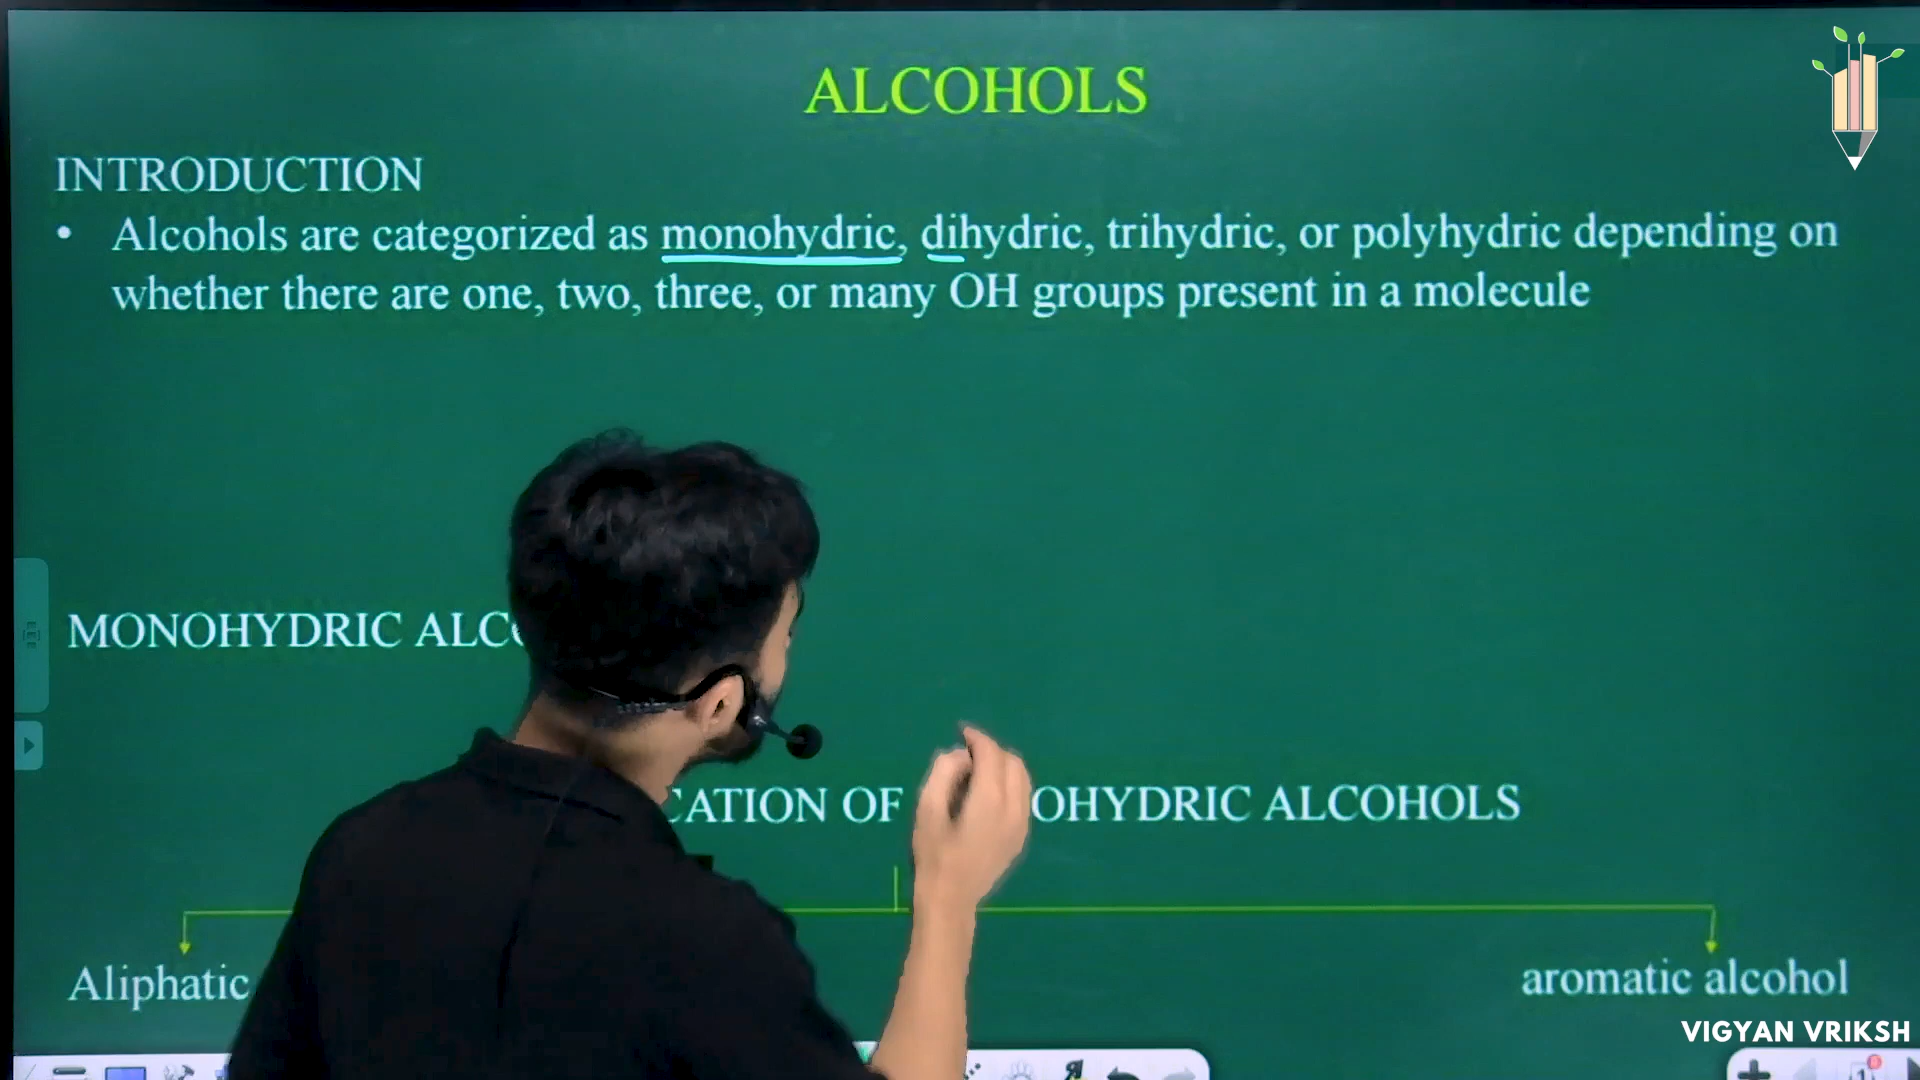 ALCOHOLS
INTRODUCTION
• Alcohols are categorized as monohydric, dihydric, trihydric, or polyhydric depending on
whether there are one, two, three, or many OH groups present in a molecule
MONOHYDRIC
CATION OF OHYDRIC ALCOHOLS
Aliphatic
aromatic alcohol
VIGYAN VRIKSH